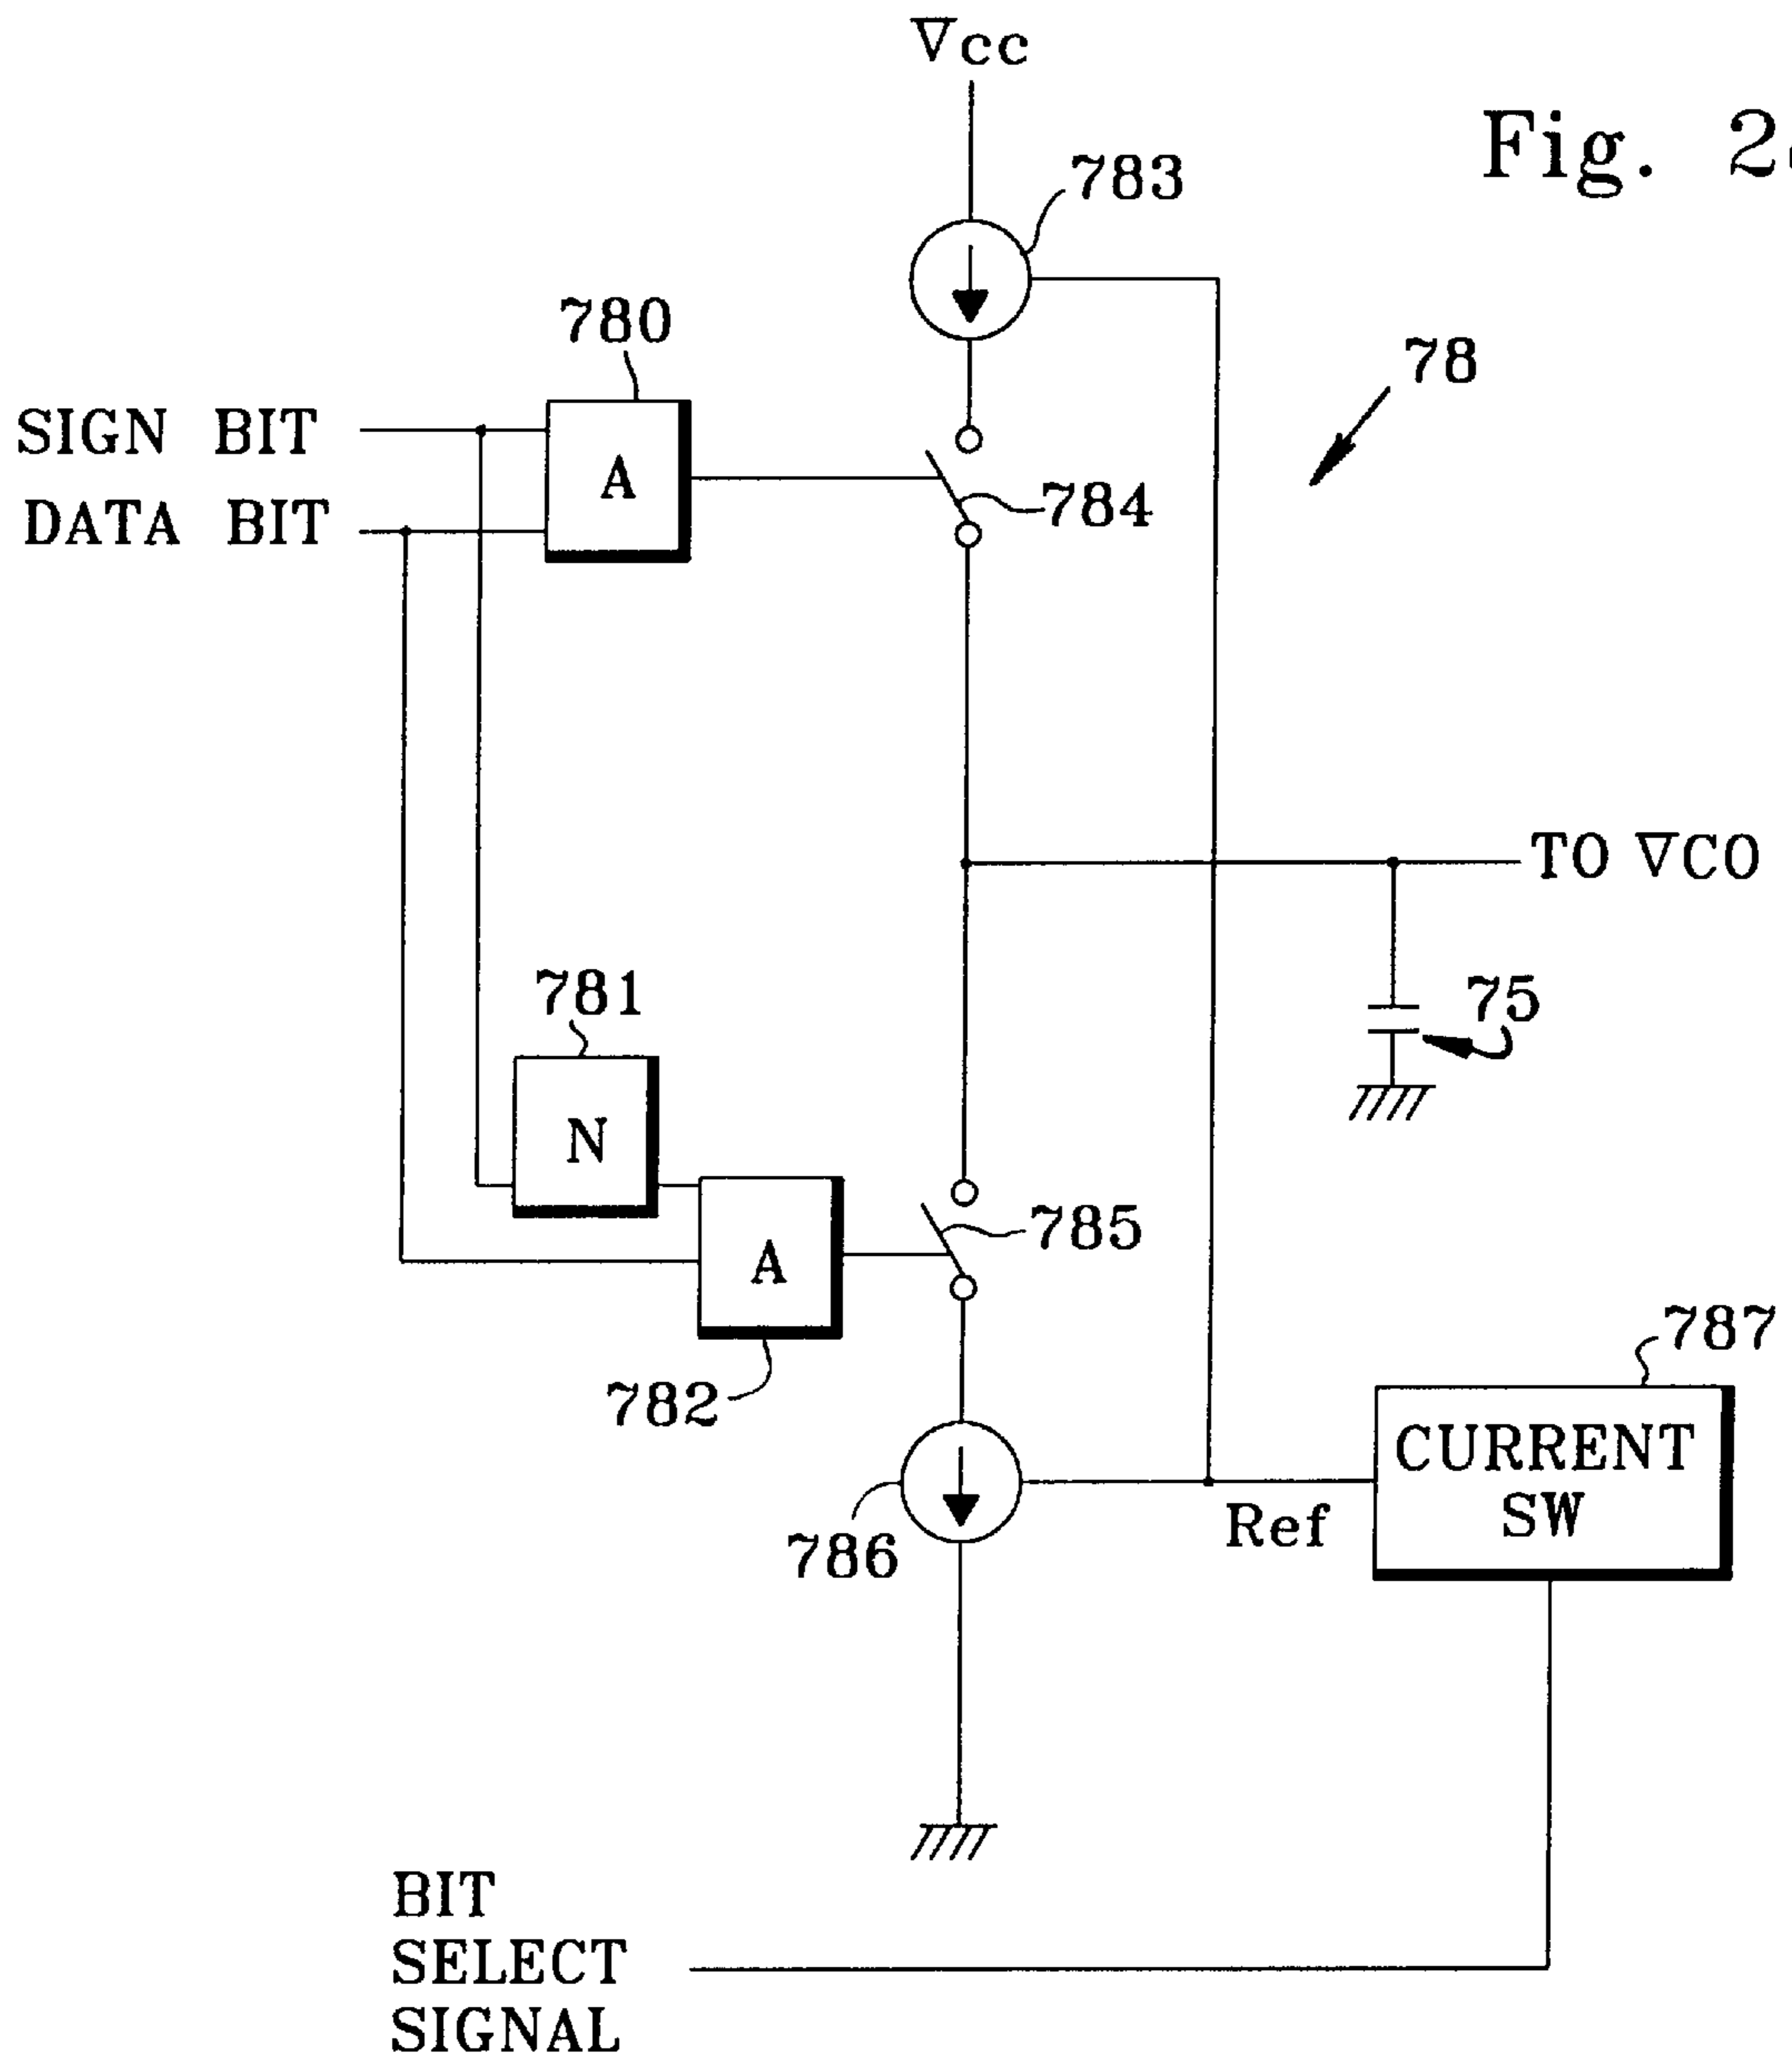 Vcc
Fig. 2
783
780
78
SIGN BIT
A
784
DATA BIT
TO VCO
781
75
N
785
A
787
782
CURRENT
SW
786
Ref
BIT
SELECT
SIGNAL